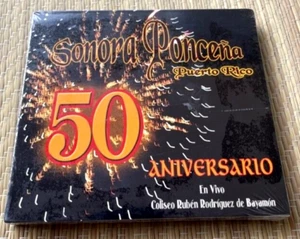 Sonora Ponceña
Puerto Rico
50
ANIVERSARIO
En Vivo
Coliseo Rubén Rodríguez de Bayamón